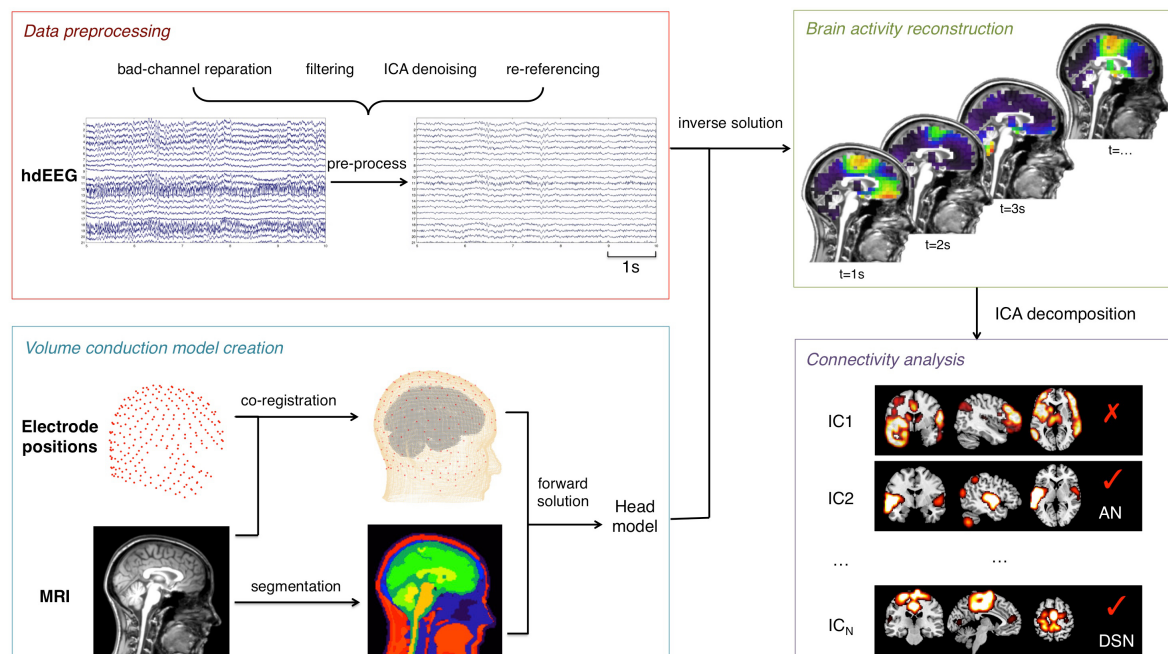 Data preprocessing
bad-channel reparation filtering ICA denoising re-referencing
hdEEG
pre-process
1s
Volume conduction model creation
Electrode
positions
co-registration
MRI
segmentation
forward
solution
Head
model
inverse solution
Brain activity reconstruction
t=1s
t=2s
t=3s
t=...
ICA decomposition
Connectivity analysis
IC1
✗
IC2
✓
AN
... ...
ICN
✓
DSN